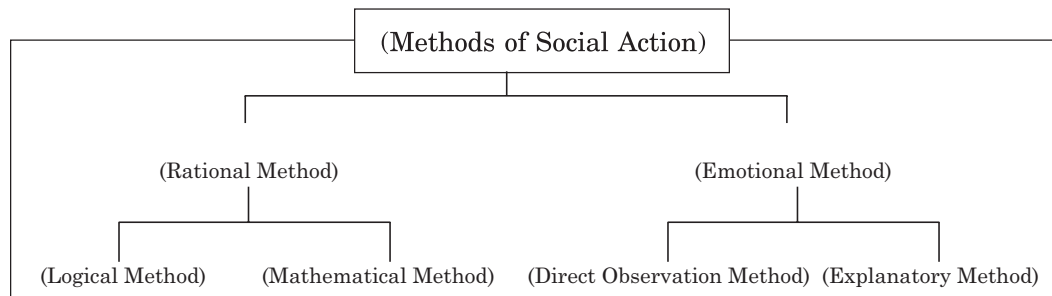 (Methods of Social Action)
(Rational Method) (Emotional Method)
(Logical Method) (Mathematical Method) (Direct Observation Method) (Explanatory Method)